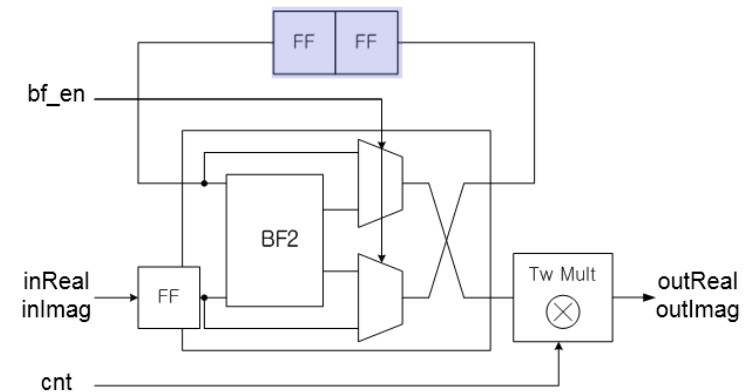 FF FF
bf_en
BF2
inReal
inImag
FF
Tw Mult
outReal
outImag
cnt